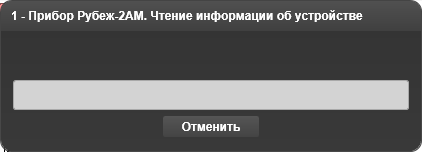 1 - Прибор Рубеж-2АМ. Чтение информации об устройстве
Отменить